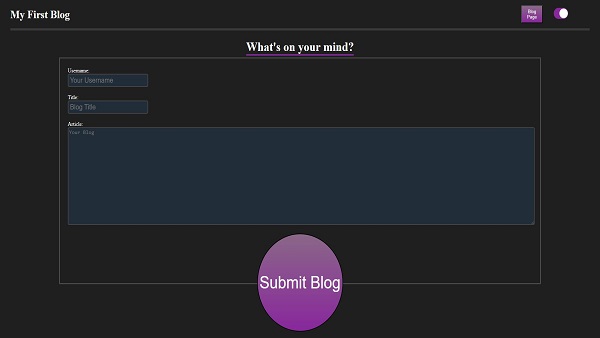 My First Blog
Blog
Page
What's on your mind?
Username:
Your Username
Title:
Blog Title
Article:
Your Blog
Submit Blog